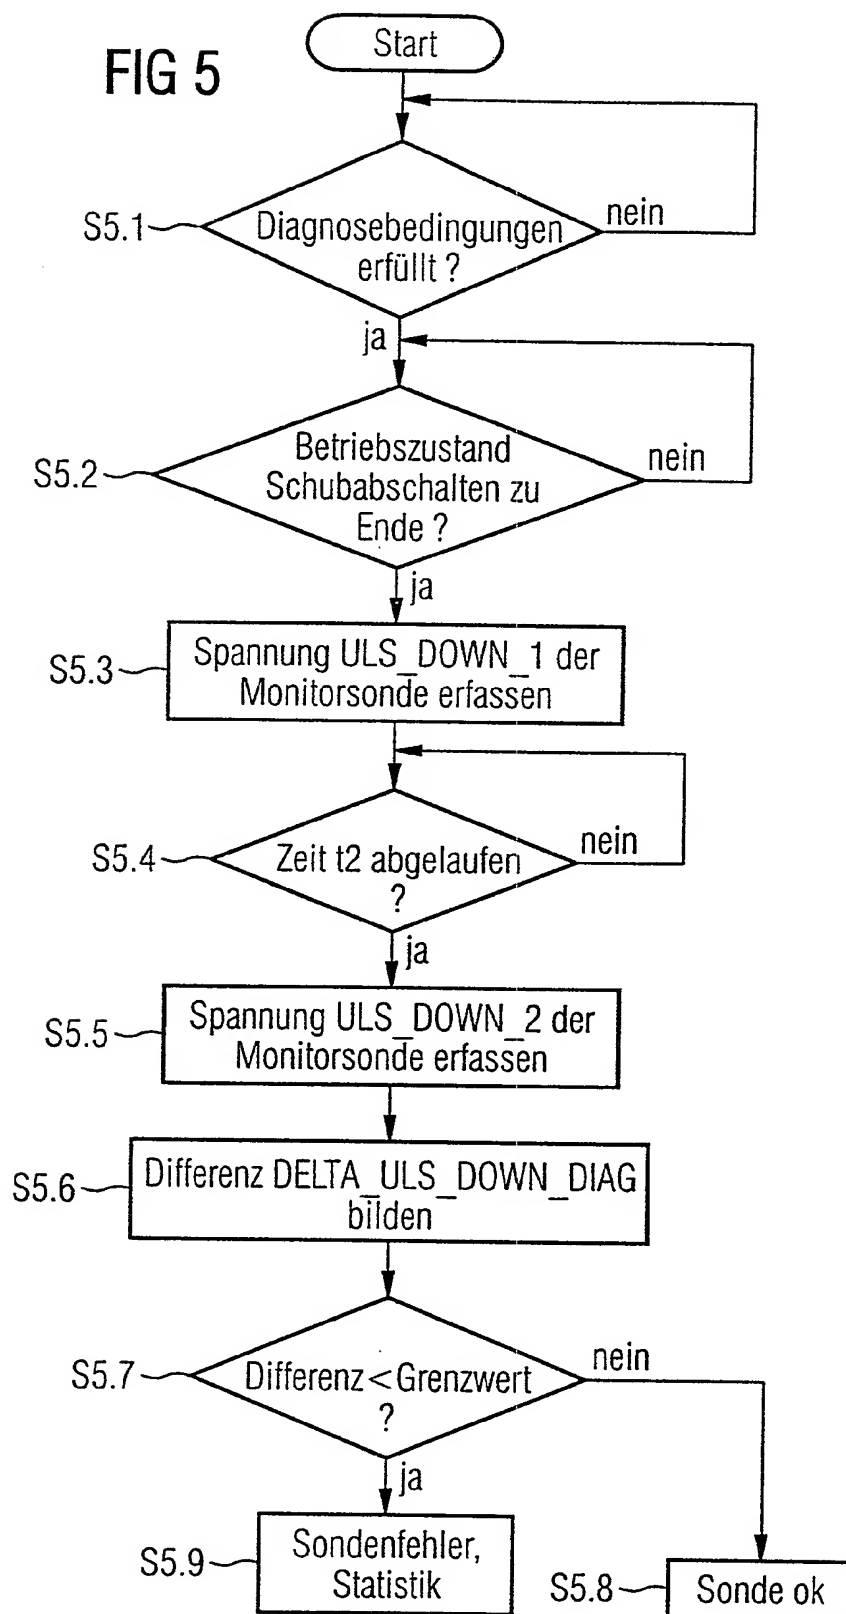 FIG 5
Start
nein
S5.1
Diagnosebedingungen
erfüllt ?
ja
Betriebszustand
nein
S5.2
Schubabschalten zu
Ende ?
ja
S5.3
Spannung ULS_DOWN_1 der
Monitorsonde erfassen
nein
S5.4
Zeit t2 abgelaufen
?
ja
S5.5
Spannung ULS_DOWN_2 der
Monitorsonde erfassen
S5.6
Differenz DELTA_ULS_DOWN_DIAG
bilden
nein
S5.7
Differenz < Grenzwert
?
ja
S5.9
Sondenfehler,
Statistik
S5.8
Sonde ok